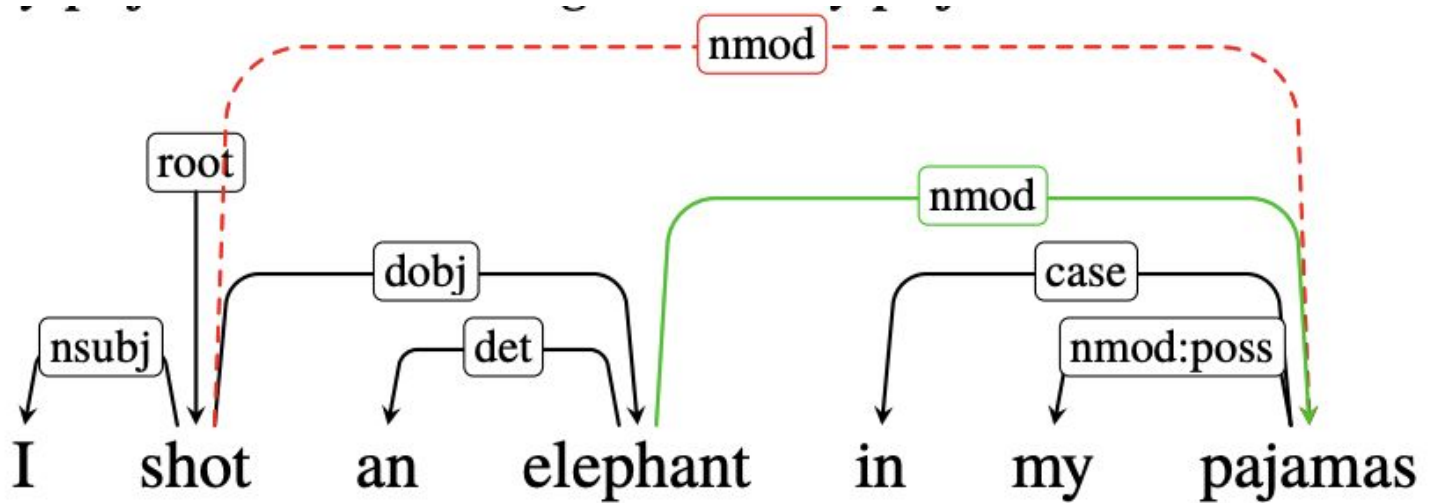 nmod
root
nmod
dobj
case
nsubj
det
nmod:poss
I shot an elephant in my pajamas